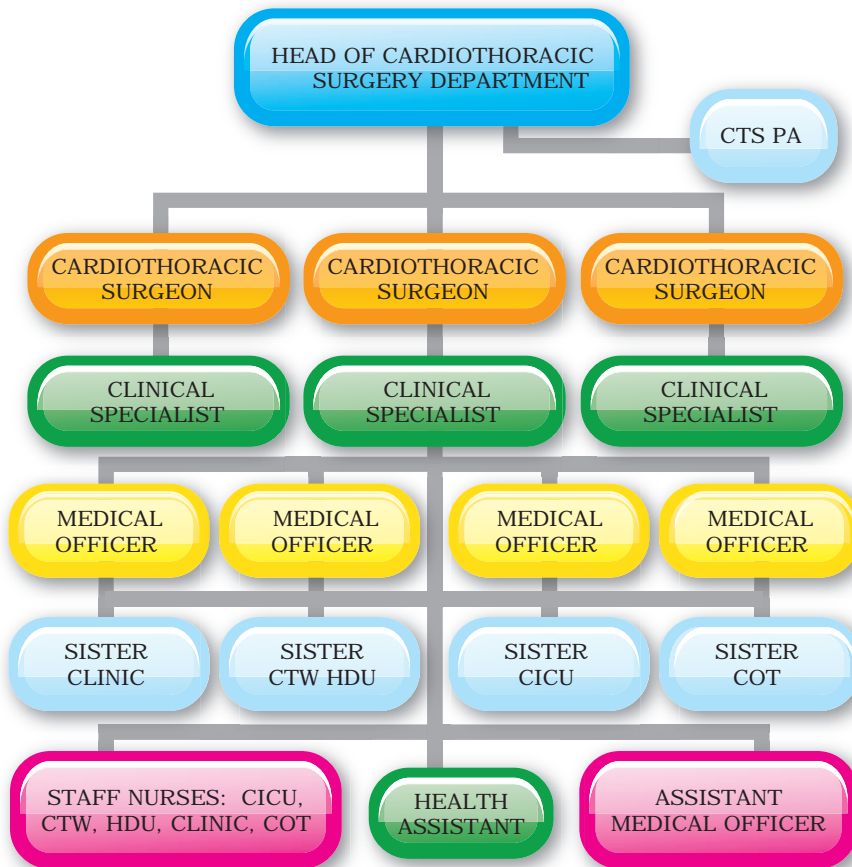 HEAD OF CARDIOTHORACIC
SURGERY DEPARTMENT
CTS PA
CARDIOTHORACIC
SURGEON
CARDIOTHORACIC
SURGEON
CARDIOTHORACIC
SURGEON
CLINICAL
SPECIALIST
CLINICAL
SPECIALIST
CLINICAL
SPECIALIST
MEDICAL
OFFICER
MEDICAL
OFFICER
MEDICAL
OFFICER
MEDICAL
OFFICER
SISTER
CLINIC
SISTER
CTW HDU
SISTER
CICU
SISTER
COT
STAFF NURSES: CICU,
CTW, HDU, CLINIC, COT
HEALTH
ASSISTANT
ASSISTANT
MEDICAL OFFICER